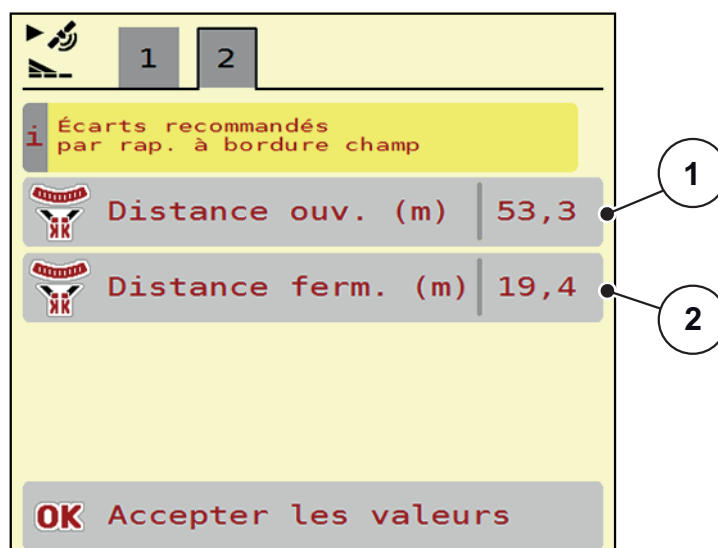 1 2
i Écarts recommandés
par rap. à bordure champ
Distance ouv. (m) 53,3
1
Distance ferm. (m) 19,4
2
OK Accepter les valeurs